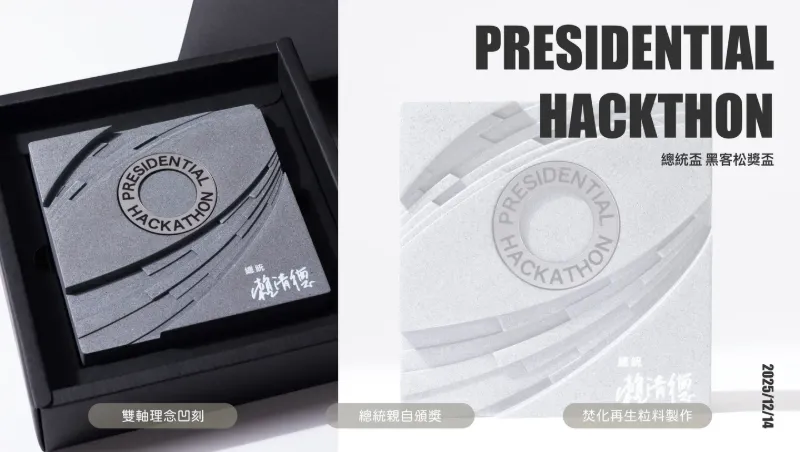 PRESIDENTIAL
HACKTHON
總統盃 黑客松獎盃
PRESIDENTIAL
HACKATHON
總統
賴清德
PRESIDENTIAL
HACKATHON
總統
賴清德
2025/12/14
雙軸理念凹刻
總統親自頒獎
焚化再生粒料製作